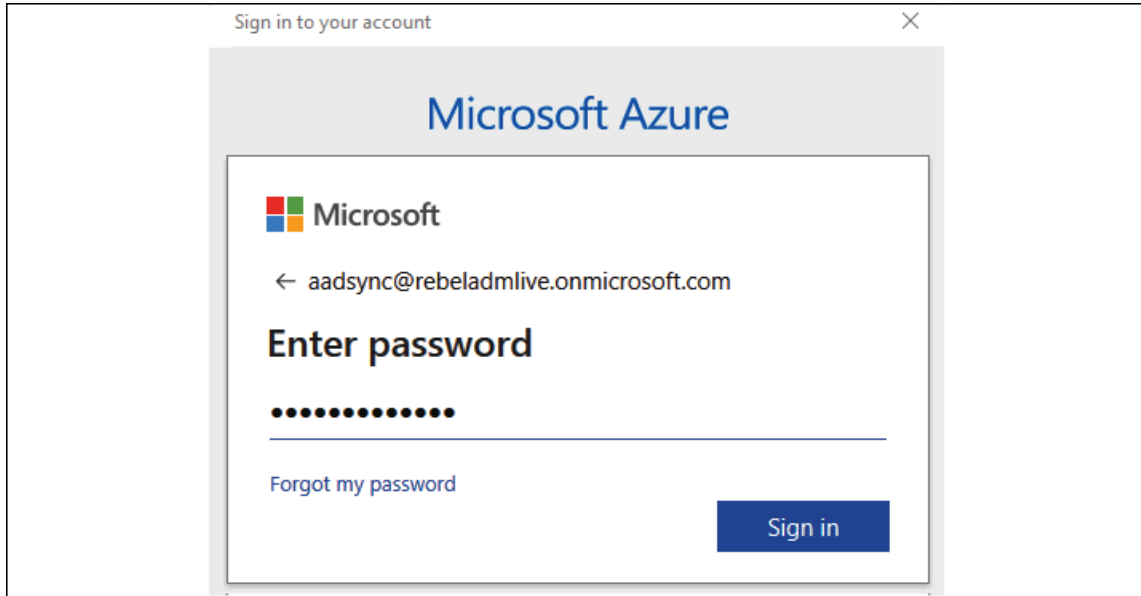 Sign in to your account
Microsoft Azure
Microsoft
← aadsync@rebeladmlive.onmicrosoft.com
Enter password
•••••••••••••
Forgot my password
Sign in